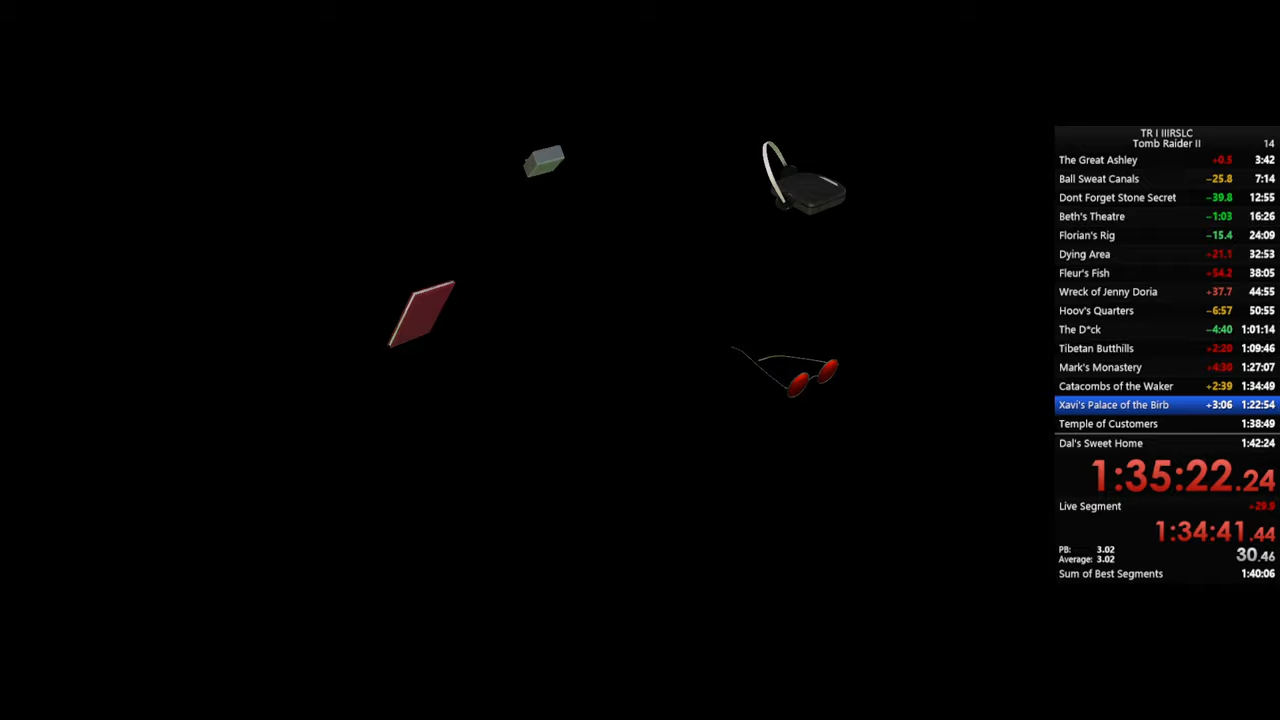 TR I IIIRSLC
Tomb Raider II 14
The Great Ashley +0.5 3:42
Ball Sweat Canals −25.8 7:14
Dont Forget Stone Secret −39.8 12:55
Beth's Theatre −1:03 16:26
Florian's Rig −15.4 24:09
Dying Area +21.1 32:53
Fleur's Fish +54.2 38:05
Wreck of Jenny Doria +37.7 44:55
Hoov's Quarters −6:57 50:55
The D*ck −4:40 1:01:14
Tibetan Butthills +2:20 1:09:46
Mark's Monastery +4:30 1:27:07
Catacombs of the Waker +2:39 1:34:49
Xavi's Palace of the Birb +3:06 1:22:54
Temple of Customers 1:38:49
Dal's Sweet Home 1:42:24
1:35:22.24
Live Segment +29.9
1:34:41.44
PB: 3.02
Average: 3.02 30.46
Sum of Best Segments 1:40:06